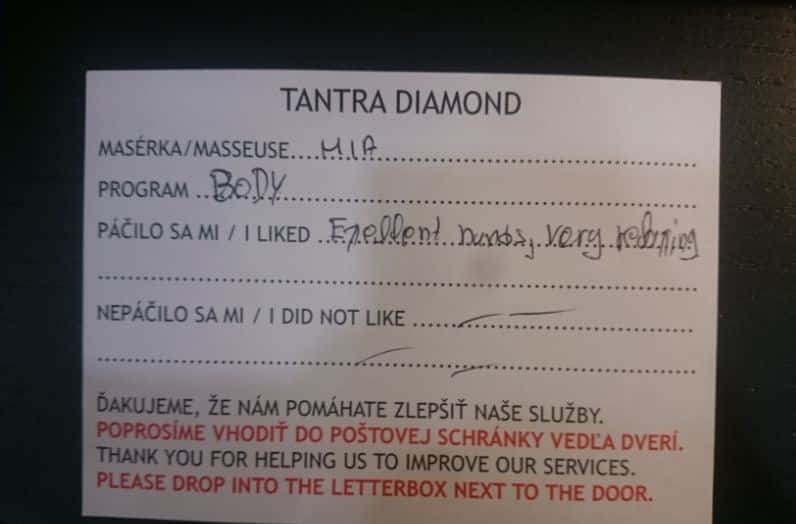 TANTRA DIAMOND
MASÉRKA/MASSEUSE....MIA..............................................
PROGRAM ..BODY............................................................
PÁČILO SA MI / I LIKED ..Exellent hands, very relaxing
..........................................................................................
NEPÁČILO SA MI / I DID NOT LIKE ..........................................
..........................................................................................
ĎAKUJEME, ŽE NÁM POMÁHATE ZLEPŠIŤ NAŠE SLUŽBY.
POPROSÍME VHODIŤ DO POŠTOVEJ SCHRÁNKY VEDĽA DVERÍ.
THANK YOU FOR HELPING US TO IMPROVE OUR SERVICES.
PLEASE DROP INTO THE LETTERBOX NEXT TO THE DOOR.